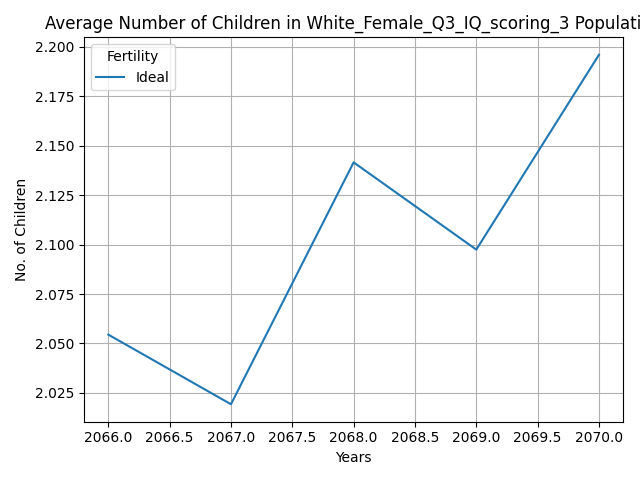 Average Number of Children in White_Female_Q3_IQ_scoring_3 Populati
Fertility
Ideal
2.200
2.175
2.150
2.125
2.100
2.075
2.050
2.025
No. of Children
2066.0 2066.5 2067.0 2067.5 2068.0 2068.5 2069.0 2069.5 2070.0
Years